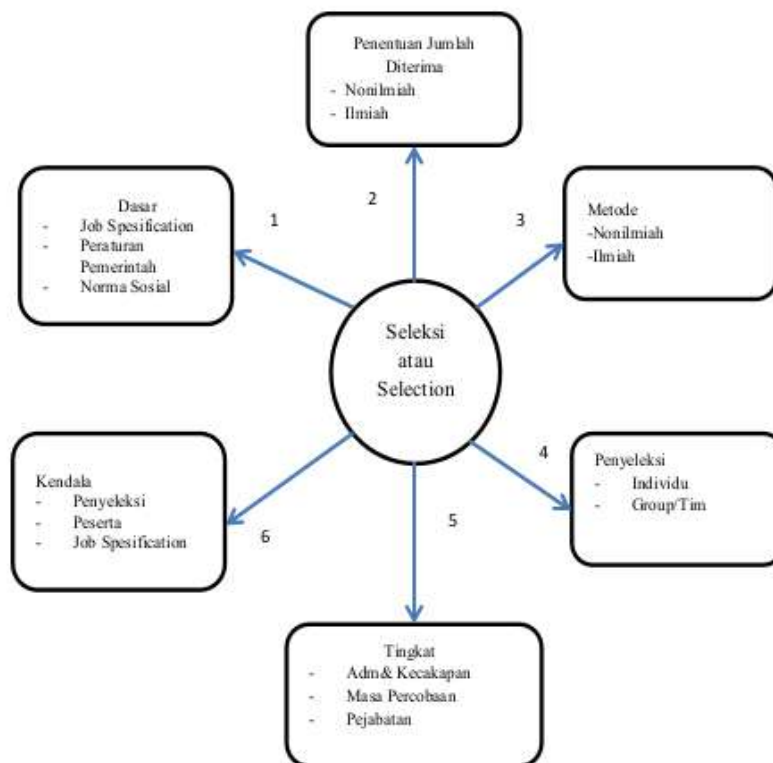 Penentuan Jumlah
Diterima
- Nonilmiah
- Ilmiah
2
Dasar
- Job Spesification
- Peraturan
Pemerintah
- Norma Sosial
1
3
Metode
-Nonilmiah
-Ilmiah
Seleksi
atau
Selection
Kendala
- Penyeleksi
- Peserta
- Job Spesification
6
5
4
Penyeleksi
- Individu
- Group/Tim
Tingkat
- Adm& Kecakapan
- Masa Percobaan
- Pejabatan